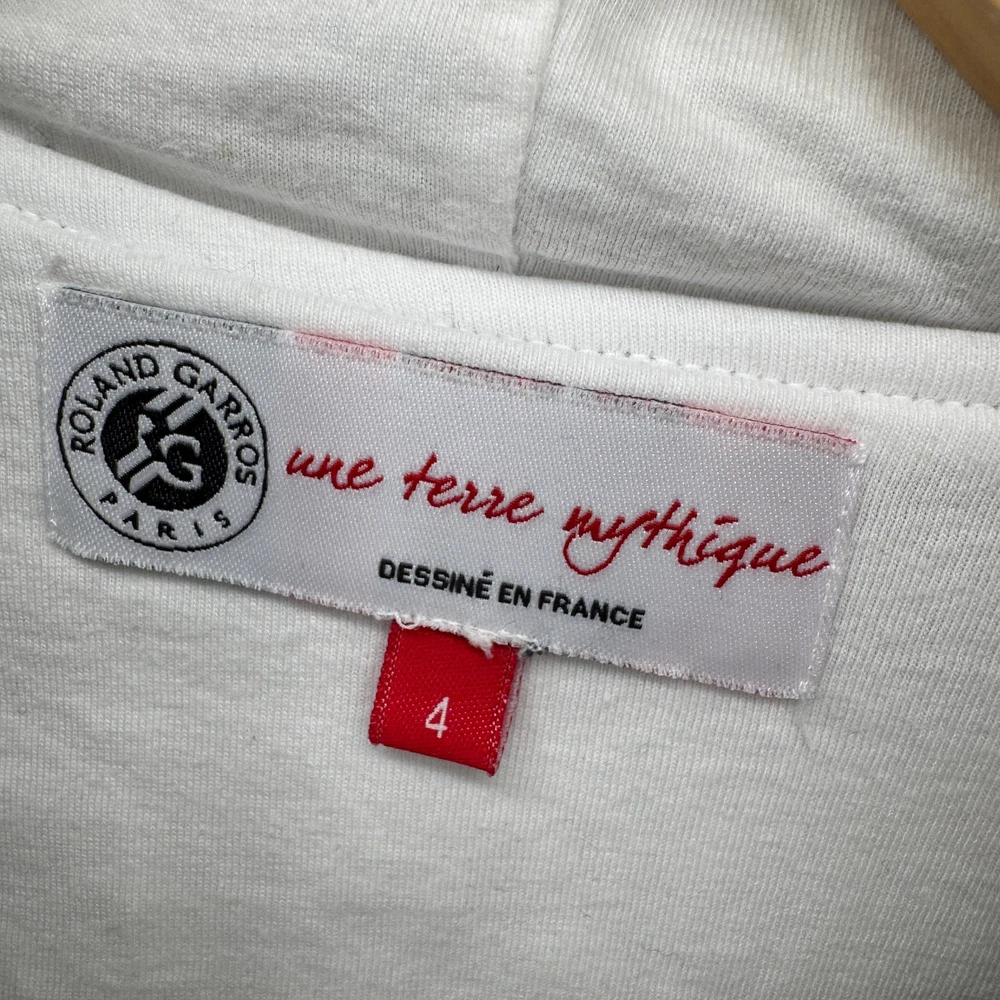 ROLAND GARROS
RG
PARIS
une terre mythique
DESSINÉ EN FRANCE
4